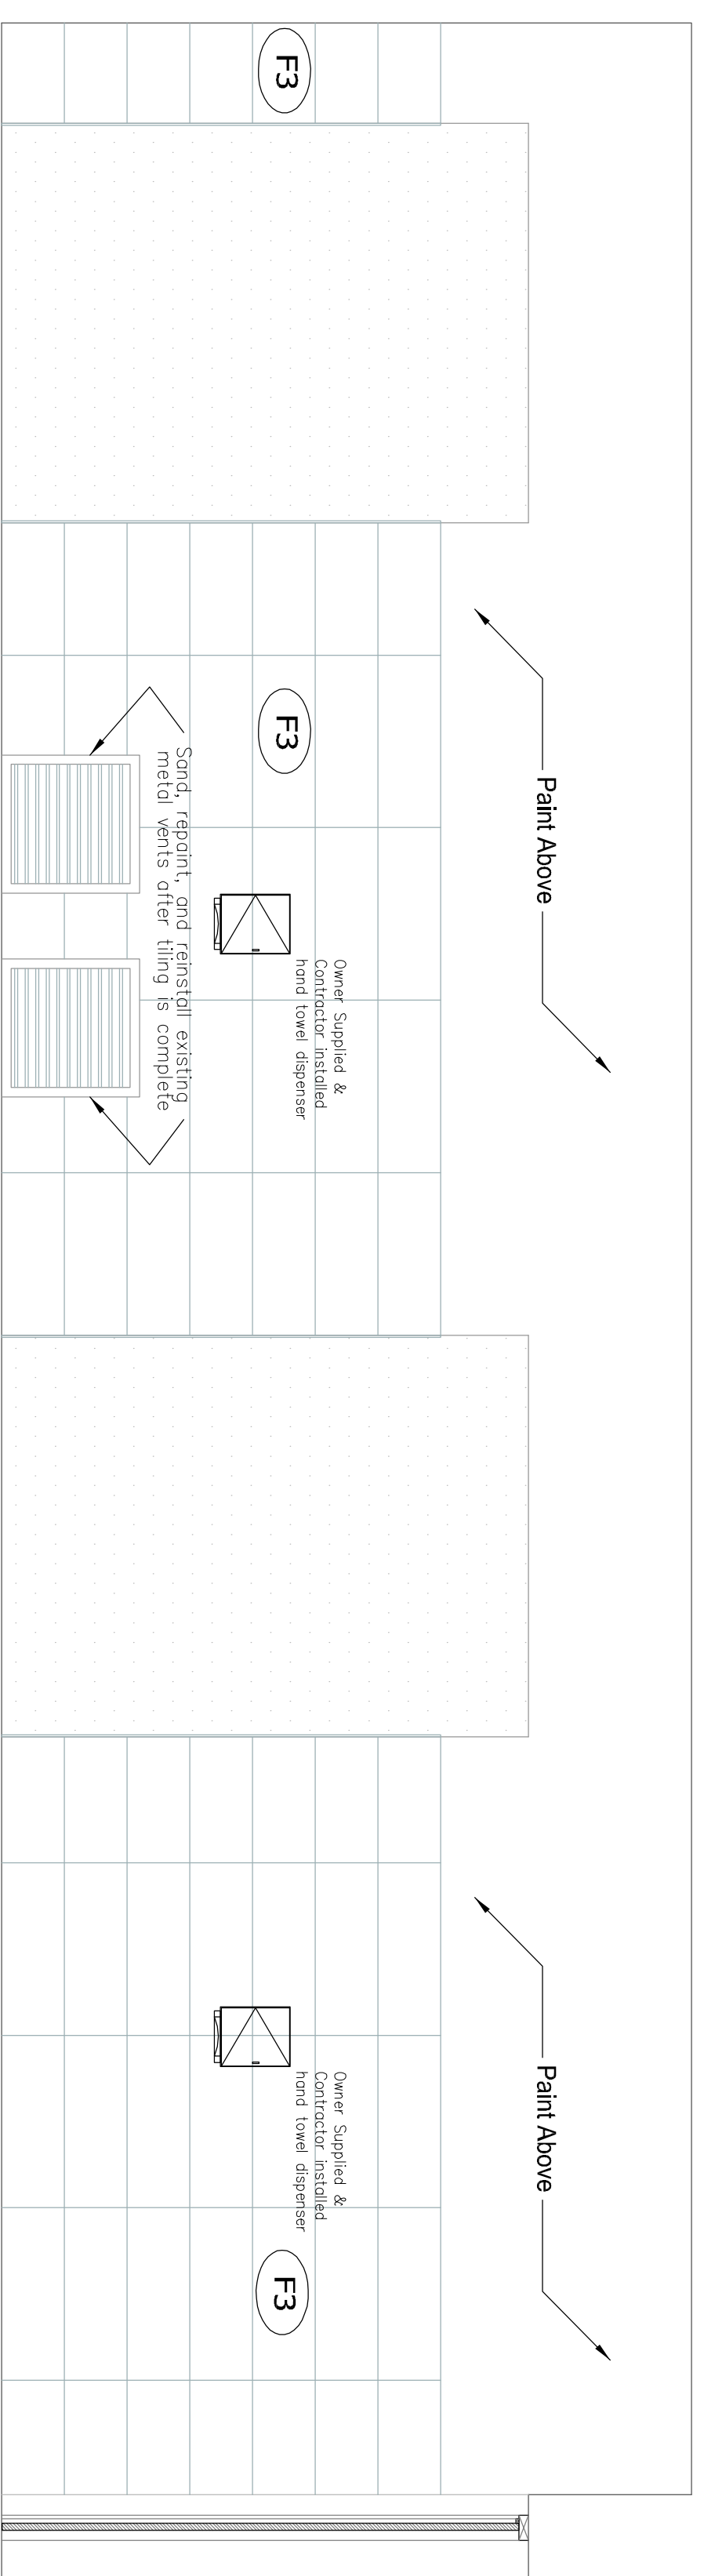 F3
Paint Above
F3
Owner Supplied &
Contractor installed
hand towel dispenser
Sand, repaint, and reinstall existing
metal vents after tiling is complete
Paint Above
Owner Supplied &
Contractor installed
hand towel dispenser
F3